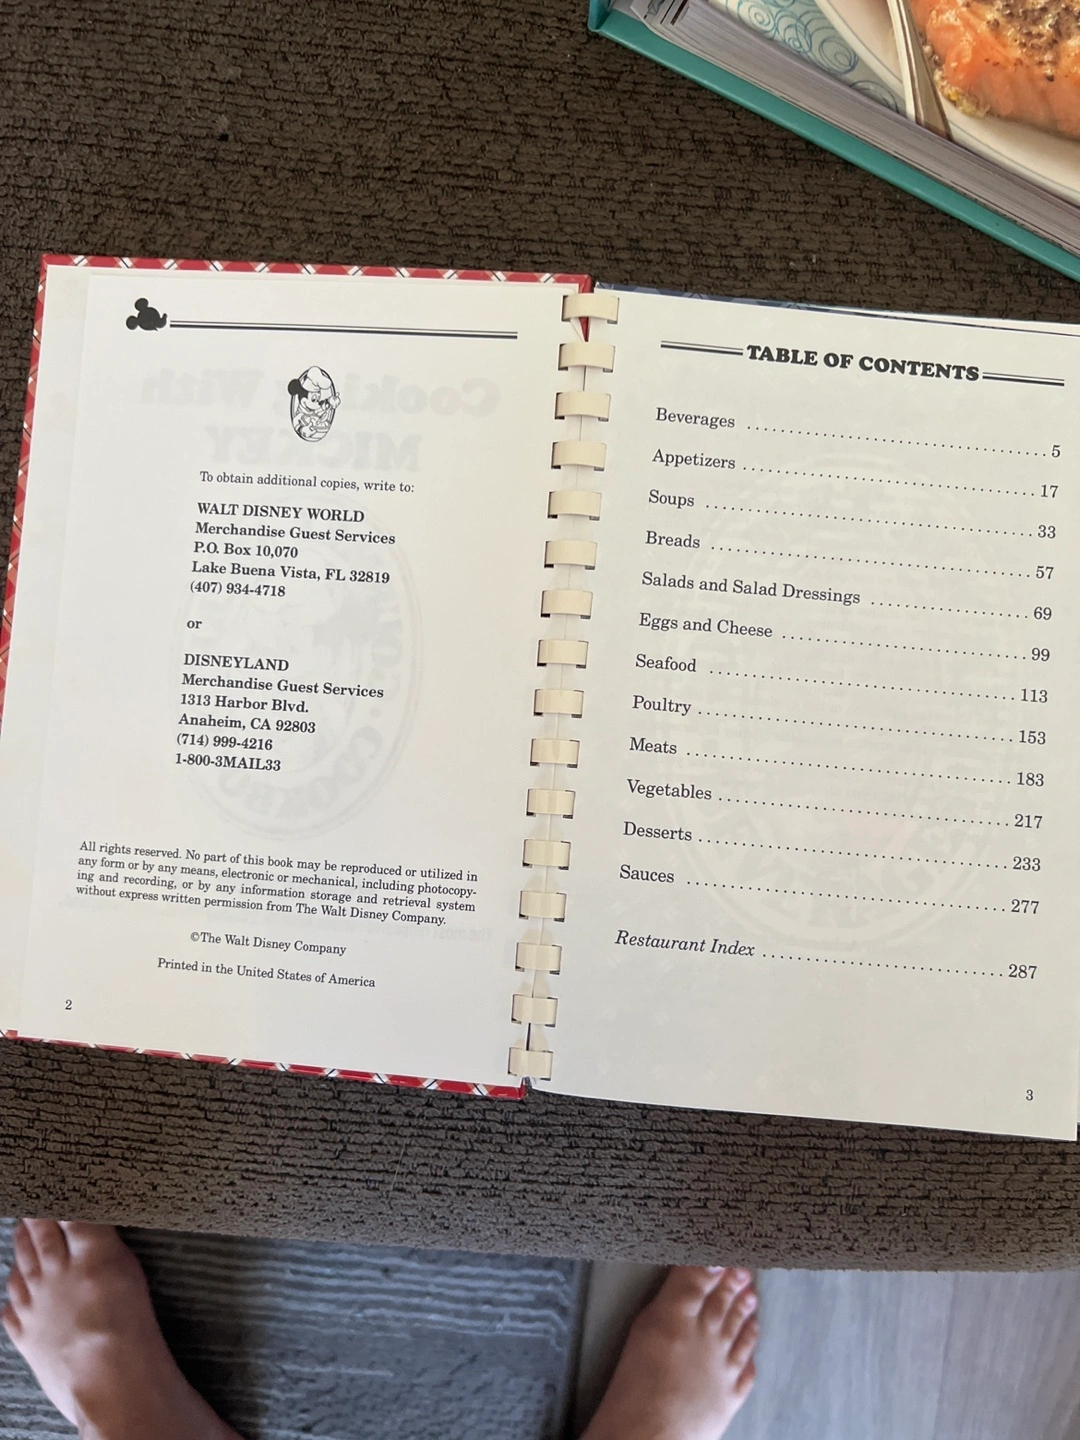 To obtain additional copies, write to:
WALT DISNEY WORLD
Merchandise Guest Services
P.O. Box 10,070
Lake Buena Vista, FL 32819
(407) 934-4718
or
DISNEYLAND
Merchandise Guest Services
1313 Harbor Blvd.
Anaheim, CA 92803
(714) 999-4216
1-800-3MAIL33
All rights reserved. No part of this book may be reproduced or utilized in
any form or by any means, electronic or mechanical, including photocopy-
ing and recording, or by any information storage and retrieval system
without express written permission from The Walt Disney Company.
©The Walt Disney Company
Printed in the United States of America
2
TABLE OF CONTENTS
Beverages 5
Appetizers 17
Soups 33
Breads 57
Salads and Salad Dressings 69
Eggs and Cheese 99
Seafood 113
Poultry 153
Meats 183
Vegetables 217
Desserts 233
Sauces 277
Restaurant Index 287
3